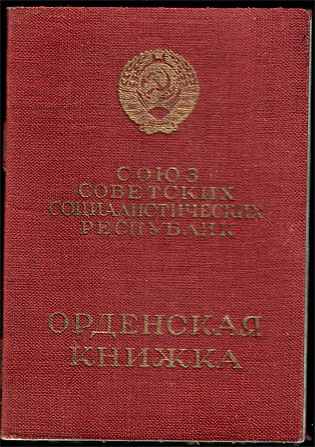 СОЮЗ
СОВЕТСКИХ
СОЦИАЛИСТИЧЕСКИХ
РЕСПУБЛИК
ОРДЕНСКАЯ
КНИЖКА